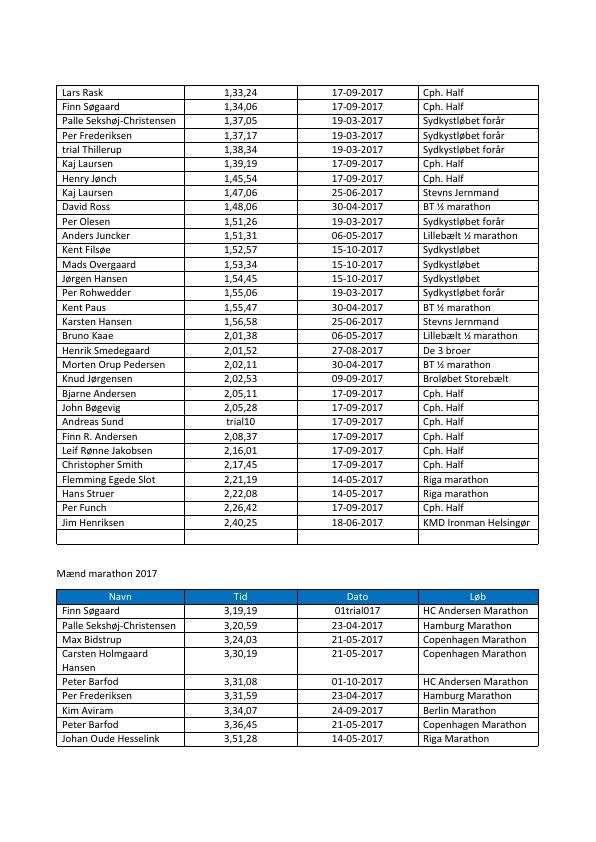 Lars Rask 1,33,24 17-09-2017 Cph. Half
Finn Søgaard 1,34,06 17-09-2017 Cph. Half
Palle Sekshøj-Christensen 1,37,05 19-03-2017 Sydkystløbet forår
Per Frederiksen 1,37,17 19-03-2017 Sydkystløbet forår
trial Thillerup 1,38,34 19-03-2017 Sydkystløbet forår
Kaj Laursen 1,39,19 17-09-2017 Cph. Half
Henry Jønch 1,45,54 17-09-2017 Cph. Half
Kaj Laursen 1,47,06 25-06-2017 Stevns Jernmand
David Ross 1,48,06 30-04-2017 BT ½ marathon
Per Olesen 1,51,26 19-03-2017 Sydkystløbet forår
Anders Juncker 1,51,31 06-05-2017 Lillebælt ½ marathon
Kent Filsøe 1,52,57 15-10-2017 Sydkystløbet
Mads Overgaard 1,53,34 15-10-2017 Sydkystløbet
Jørgen Hansen 1,54,45 15-10-2017 Sydkystløbet
Per Rohwedder 1,55,06 19-03-2017 Sydkystløbet forår
Kent Paus 1,55,47 30-04-2017 BT ½ marathon
Karsten Hansen 1,56,58 25-06-2017 Stevns Jernmand
Bruno Kaae 2,01,38 06-05-2017 Lillebælt ½ marathon
Henrik Smedegaard 2,01,52 27-08-2017 De 3 broer
Morten Orup Pedersen 2,02,11 30-04-2017 BT ½ marathon
Knud Jørgensen 2,02,53 09-09-2017 Broløbet Storebælt
Bjarne Andersen 2,05,11 17-09-2017 Cph. Half
John Bøgevig 2,05,28 17-09-2017 Cph. Half
Andreas Sund trial10 17-09-2017 Cph. Half
Finn R. Andersen 2,08,37 17-09-2017 Cph. Half
Leif Rønne Jakobsen 2,16,01 17-09-2017 Cph. Half
Christopher Smith 2,17,45 17-09-2017 Cph. Half
Flemming Egede Slot 2,21,19 14-05-2017 Riga marathon
Hans Struer 2,22,08 14-05-2017 Riga marathon
Per Funch 2,26,42 17-09-2017 Cph. Half
Jim Henriksen 2,40,25 18-06-2017 KMD Ironman Helsingør
Mænd marathon 2017
Navn Tid Dato Løb
Finn Søgaard 3,19,19 01trial017 HC Andersen Marathon
Palle Sekshøj-Christensen 3,20,59 23-04-2017 Hamburg Marathon
Max Bidstrup 3,24,03 21-05-2017 Copenhagen Marathon
Carsten Holmgaard 3,30,19 21-05-2017 Copenhagen Marathon
Hansen
Peter Barfod 3,31,08 01-10-2017 HC Andersen Marathon
Per Frederiksen 3,31,59 23-04-2017 Hamburg Marathon
Kim Aviram 3,34,07 24-09-2017 Berlin Marathon
Peter Barfod 3,36,45 21-05-2017 Copenhagen Marathon
Johan Oude Hesselink 3,51,28 14-05-2017 Riga Marathon